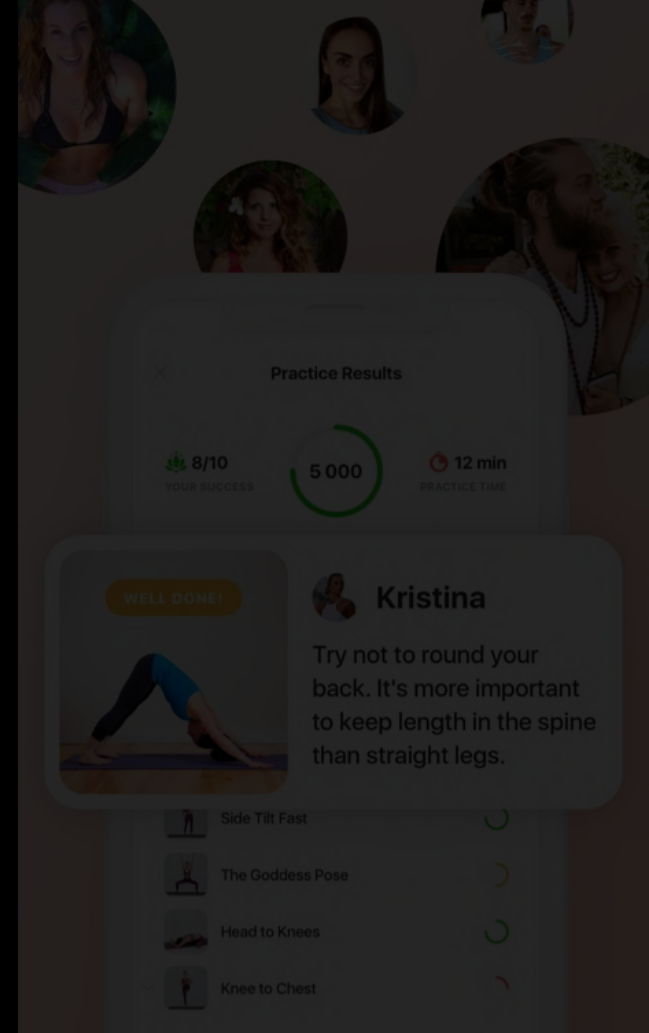 Practice Results
8/10
YOUR SUCCESS
5 000
12 min
PRACTICE TIME
WELL DONE!
Kristina
Try not to round your
back. It's more important
to keep length in the spine
than straight legs.
Side Tilt Fast
The Goddess Pose
Head to Knees
Knee to Chest